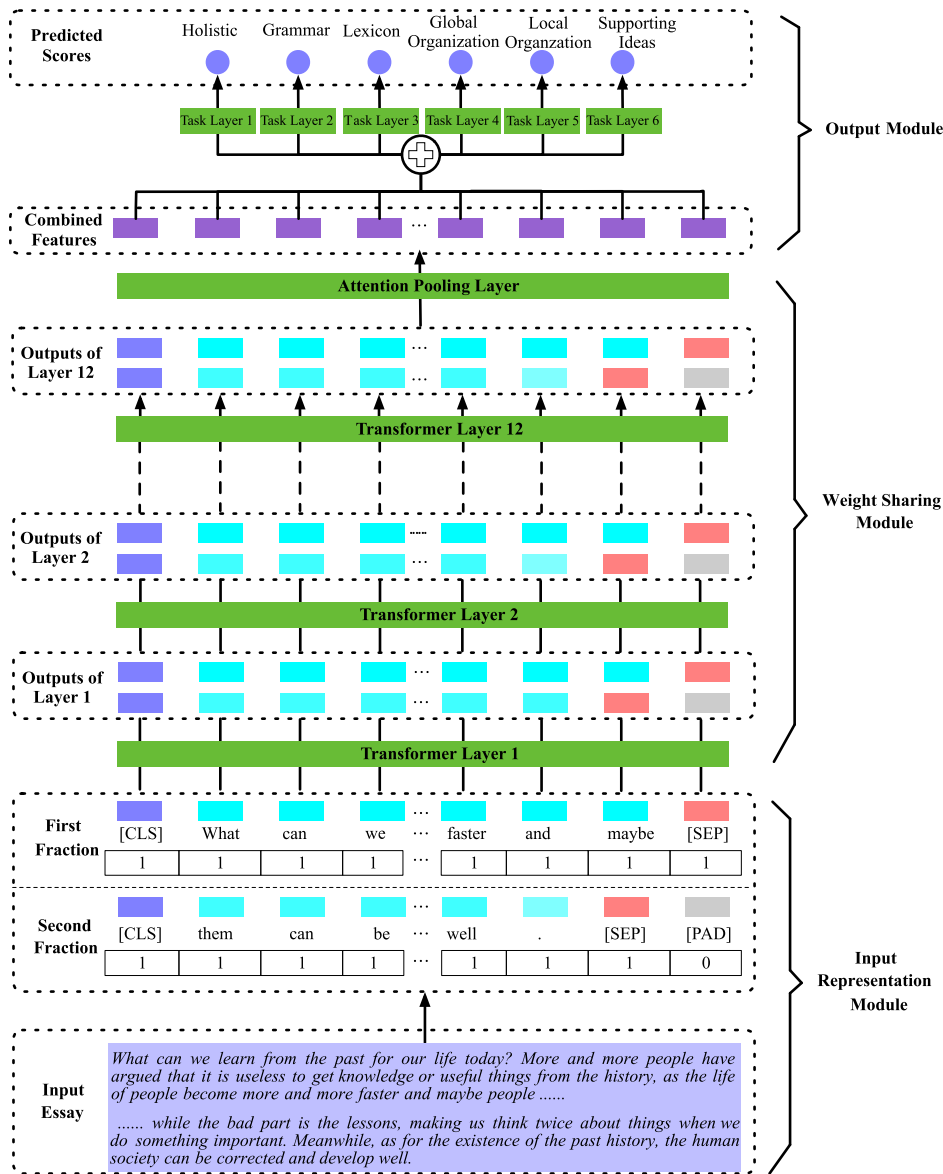 Predicted Scores
Holistic Grammar Lexicon Global Organization Local Organzation Supporting Ideas
Task Layer 1 Task Layer 2 Task Layer 3 Task Layer 4 Task Layer 5 Task Layer 6
Output Module
Combined Features
...
Attention Pooling Layer
Outputs of Layer 12
...
...
Transformer Layer 12
Weight Sharing Module
Outputs of Layer 2
......
...
Transformer Layer 2
Outputs of Layer 1
...
...
Transformer Layer 1
First Fraction
...
[CLS] What can we ... faster and maybe [SEP]
1 1 1 1 ... 1 1 1 1
Second Fraction
...
[CLS] them can be ... well . [SEP] [PAD]
1 1 1 1 ... 1 1 1 0
Input Representation Module
Input Essay
What can we learn from the past for our life today? More and more people have
argued that it is useless to get knowledge or useful things from the history, as the life
of people become more and more faster and maybe people ......
...... while the bad part is the lessons, making us think twice about things when we
do something important. Meanwhile, as for the existence of the past history, the human
society can be corrected and develop well.